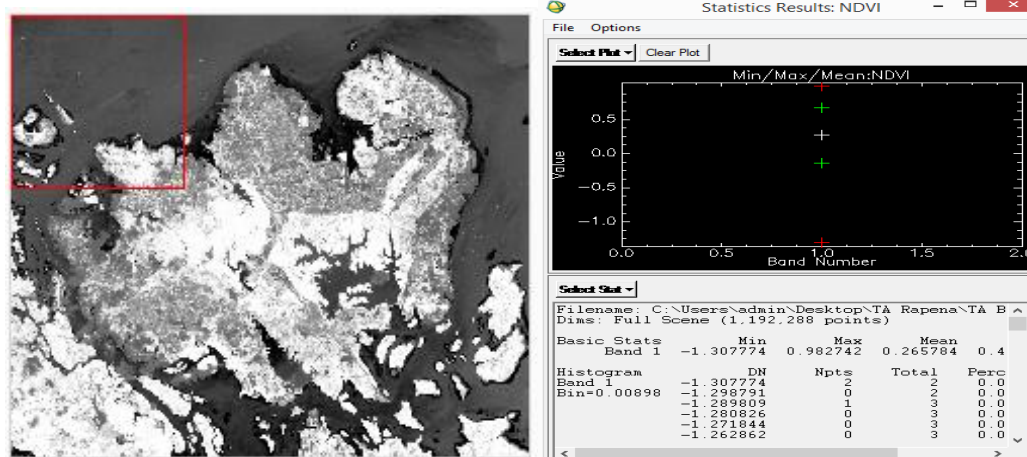 Statistics Results: NDVI
File Options
Select Plot Clear Plot
Min/Max/Mean:NDVI
0.5
0.0
-0.5
-1.0
Value
0.0 0.5 1.0 1.5 2.0
Band Number
Select Stat
Filename: C:\Users\admin\Desktop\TA Rapena\TA B
Dims: Full Scene (1,192,288 points)
Basic Stats Min Max Mean
Band 1 -1.307774 0.982742 0.265784 0.4
Histogram DN Npts Total Perc
Band 1 -1.307774 2 2 0.0
Bin=0.00898 -1.298791 0 2 0.0
-1.289809 1 3 0.0
-1.280826 0 3 0.0
-1.271844 0 3 0.0
-1.262862 0 3 0.0